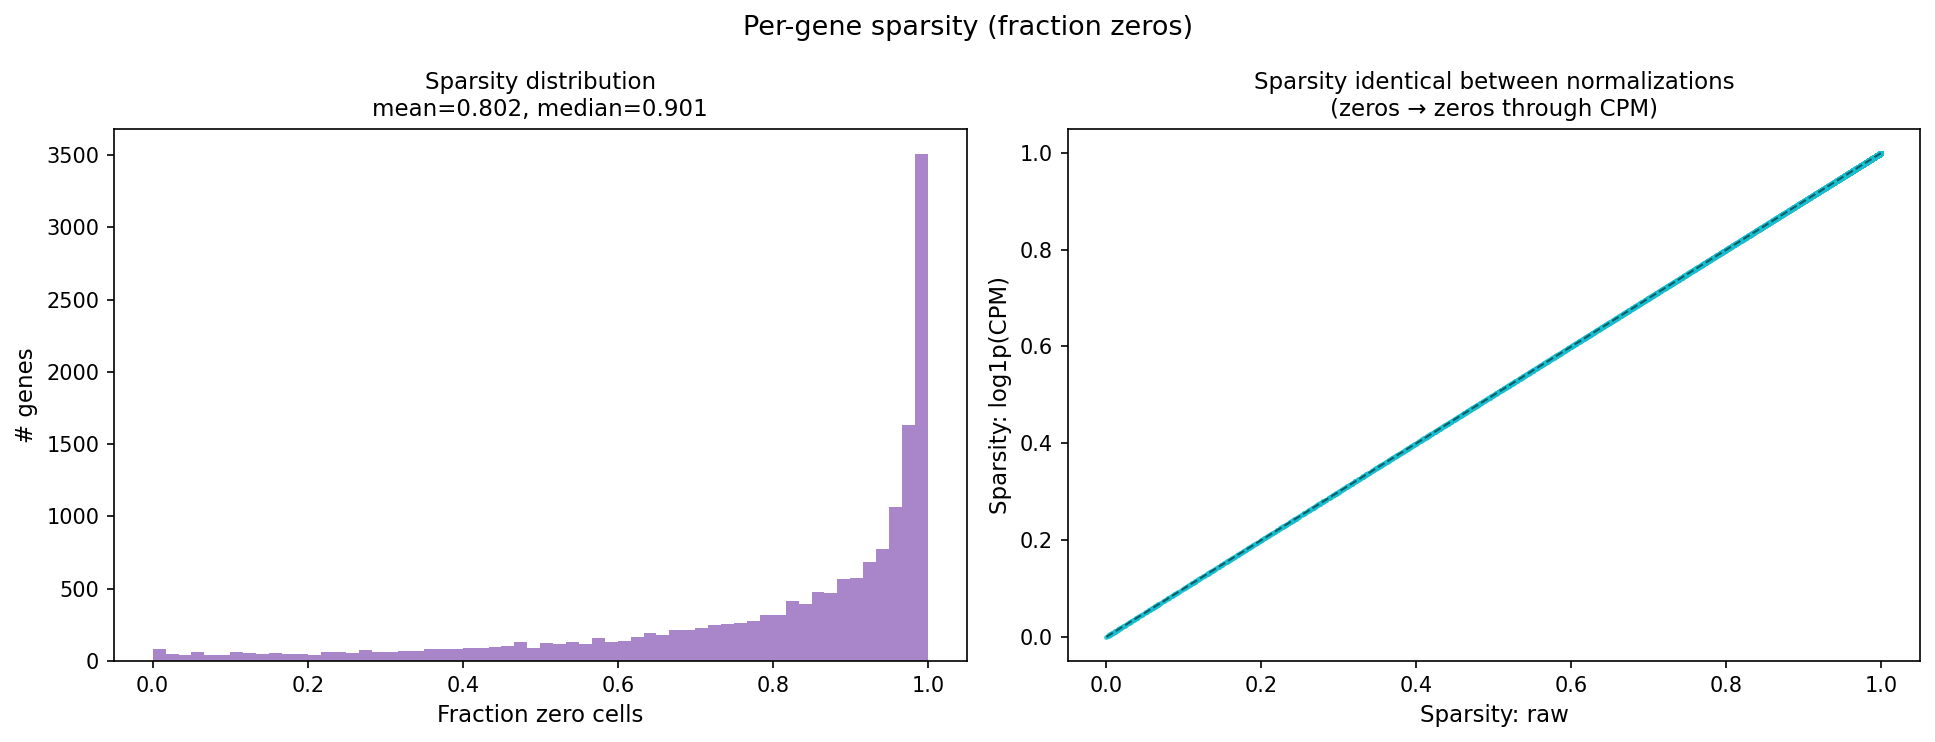 Per-gene sparsity (fraction zeros)
Sparsity distribution
mean=0.802, median=0.901
3500
3000
2500
2000
1500
1000
500
0
# genes
0.0 0.2 0.4 0.6 0.8 1.0
Fraction zero cells
Sparsity identical between normalizations
(zeros → zeros through CPM)
1.0
0.8
0.6
0.4
0.2
0.0
Sparsity: log1p(CPM)
0.0 0.2 0.4 0.6 0.8 1.0
Sparsity: raw